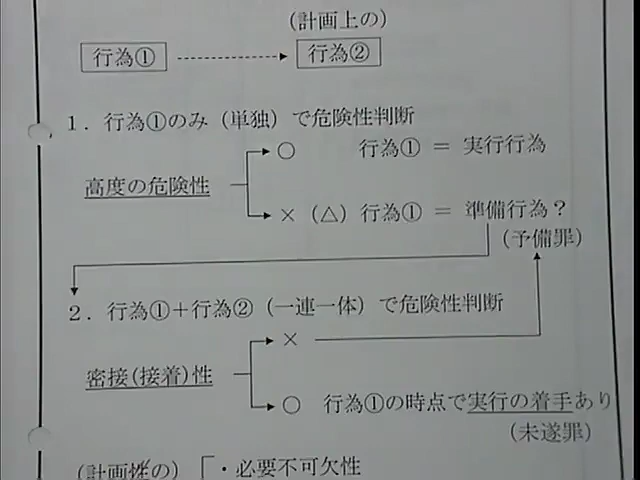 (計画上の)
行為① 行為②
1．行為①のみ（単独）で危険性判断
○ 行為① ＝ 実行行為
高度の危険性
×（△）行為① ＝ 準備行為？
(予備罪)
2．行為①＋行為②（一連一体）で危険性判断
×
密接(接着)性
○ 行為①の時点で実行の着手あり
(未遂罪)
の) 「・必要不可欠性